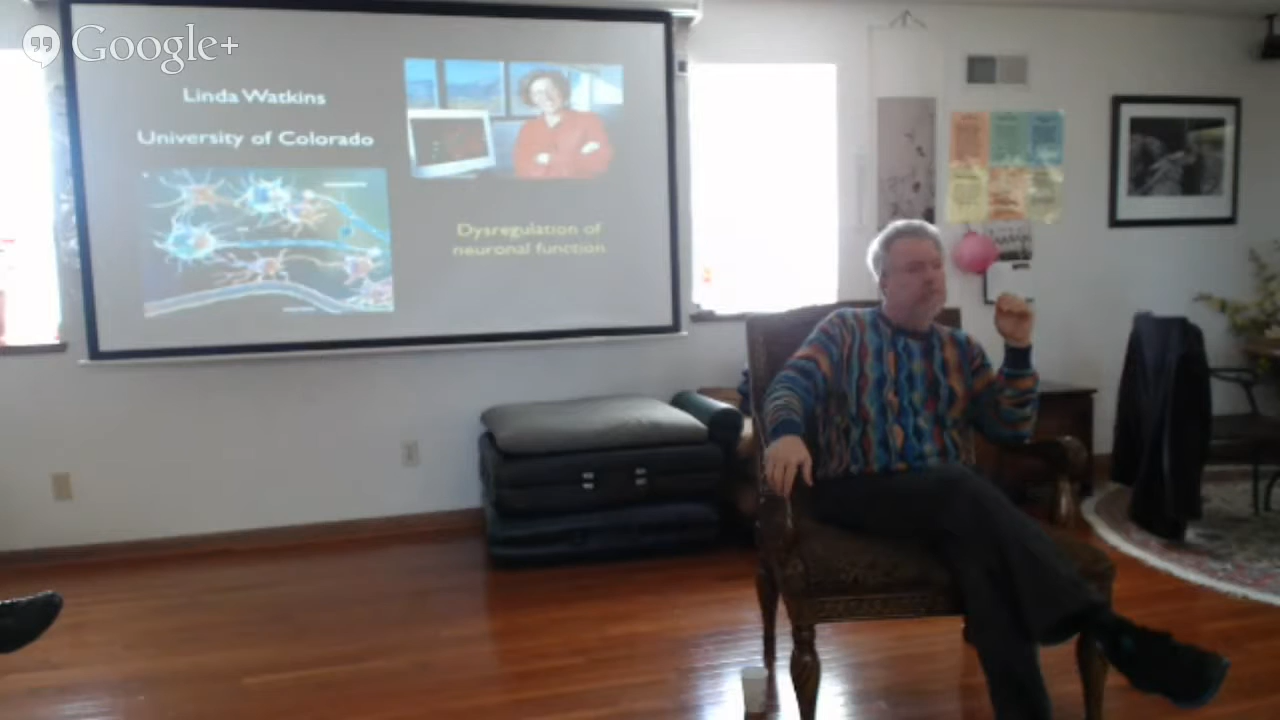 Google+
Linda Watkins
University of Colorado
Dysregulation of
neuronal function